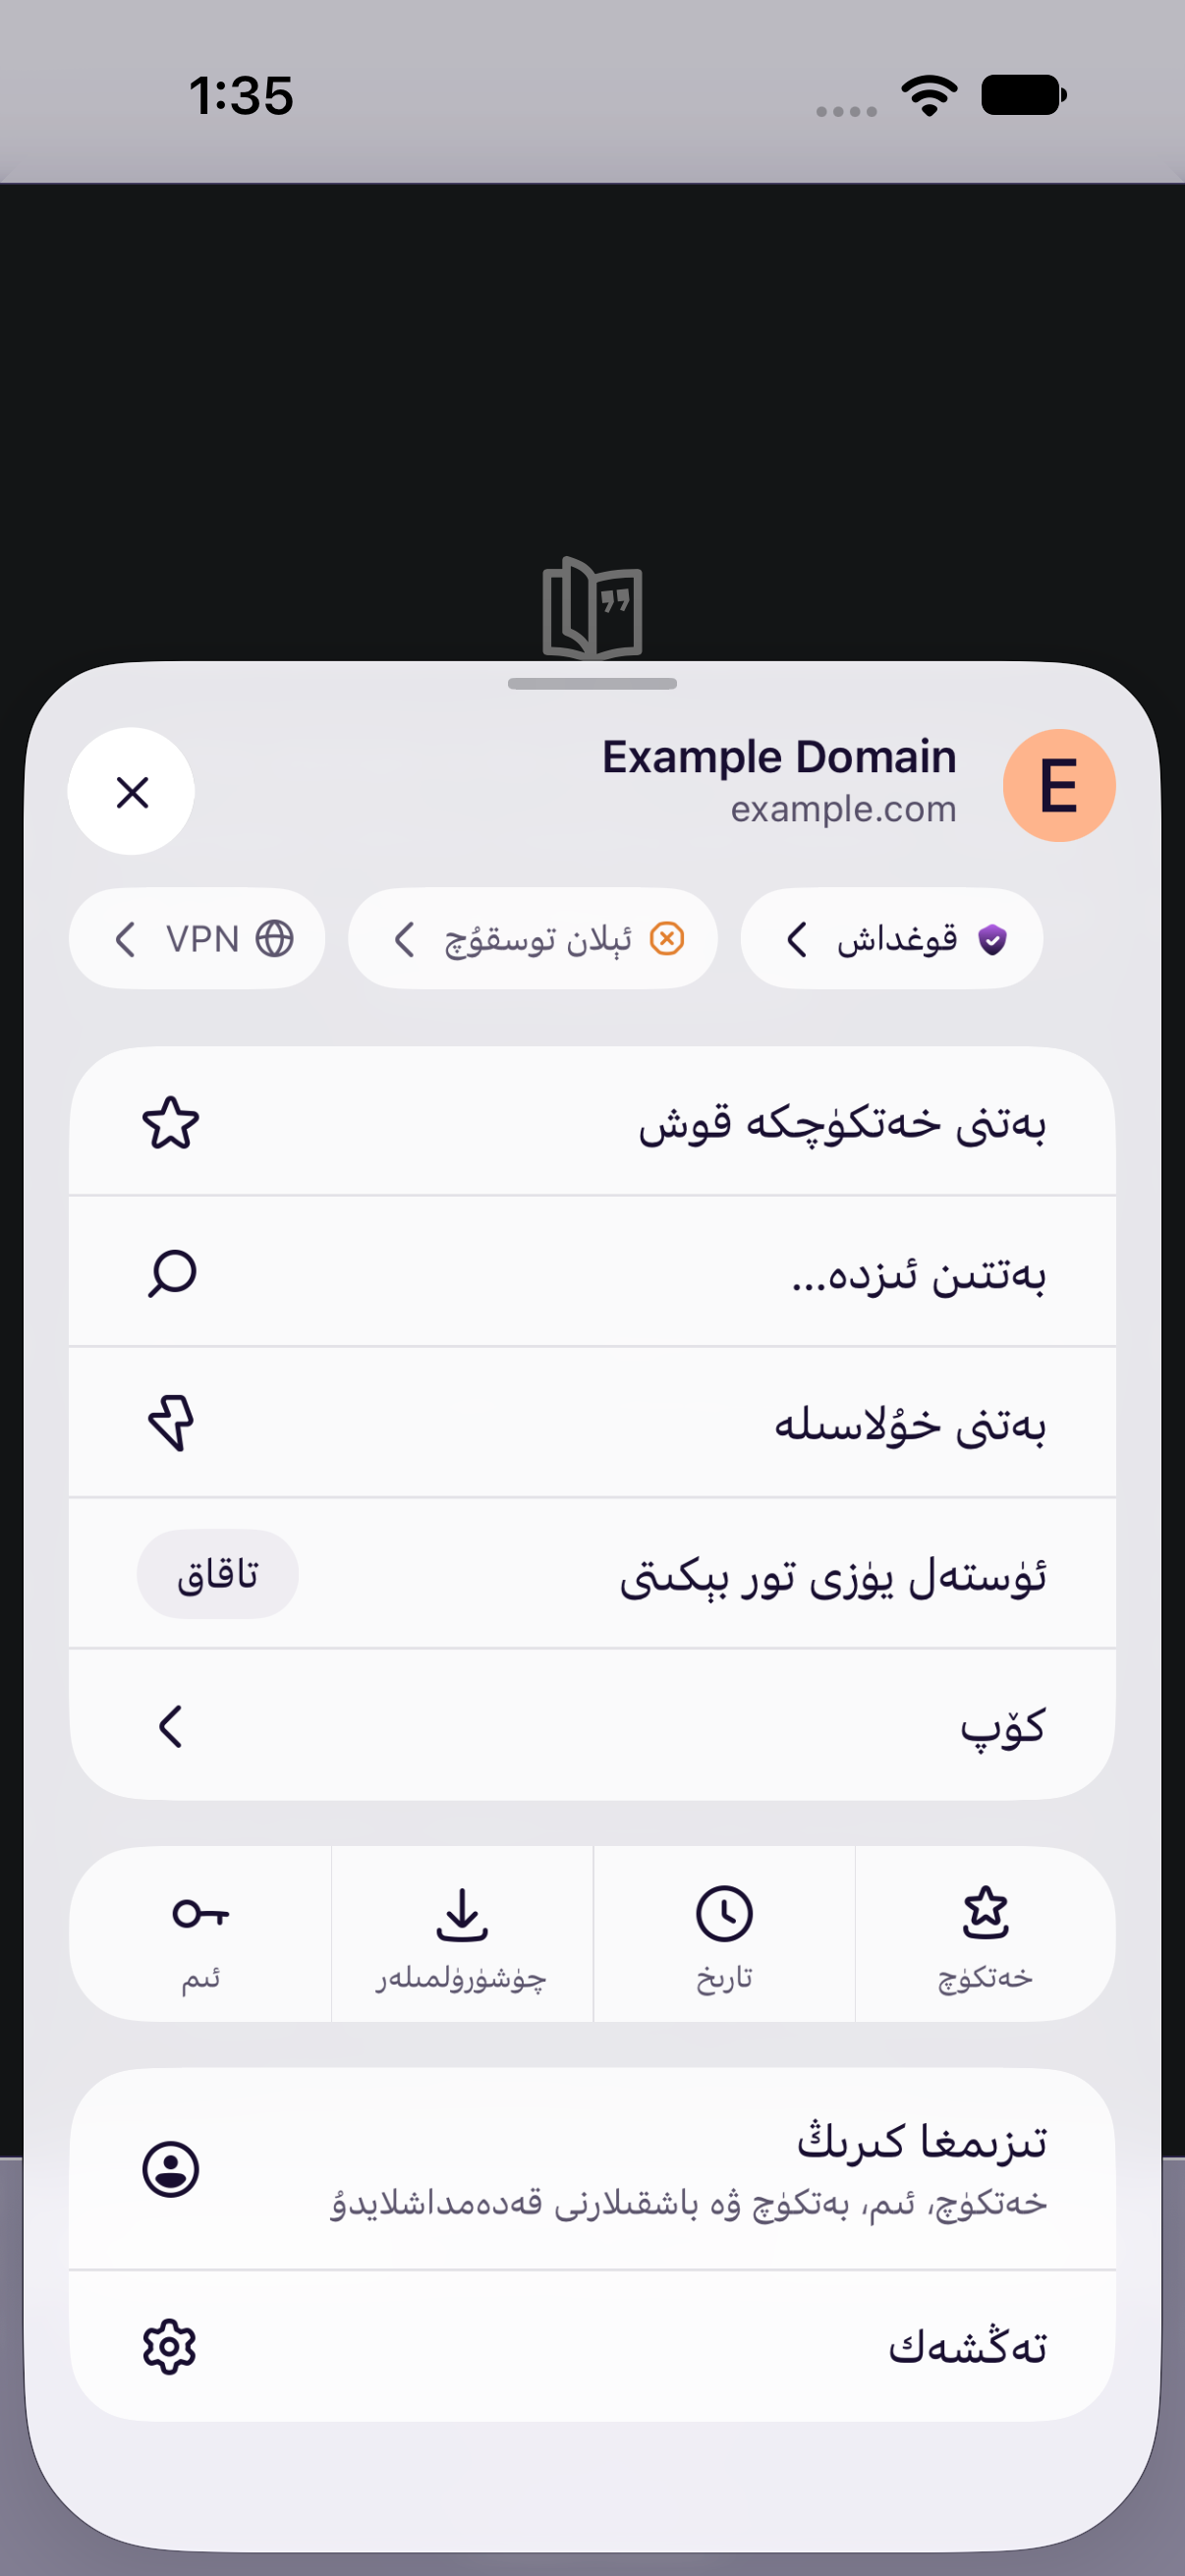 1:35
Example Domain
example.com
E
قوغداش
ئېلان توسقۇچ
VPN
بەتنى خەتكۈچكە قوش
بەتتىن ئىزدە…
بەتنى خۇلاسىلە
ئۈستەل يۈزى تور بېكىتى
تاقاق
كۆپ
خەتكۈچ
تارىخ
چۈشۈرۈلمىلەر
ئىم
تىزىمغا كىرىڭ
خەتكۈچ، ئىم، بەتكۈچ ۋە باشقىلارنى قەدەمداشلايدۇ
تەڭشەك